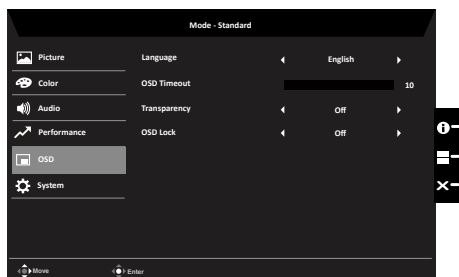 Mode - Standard
Picture
Language English
Color
OSD Timeout 10
Audio
Transparency Off
Performance
OSD Lock Off
OSD
System
Move Enter